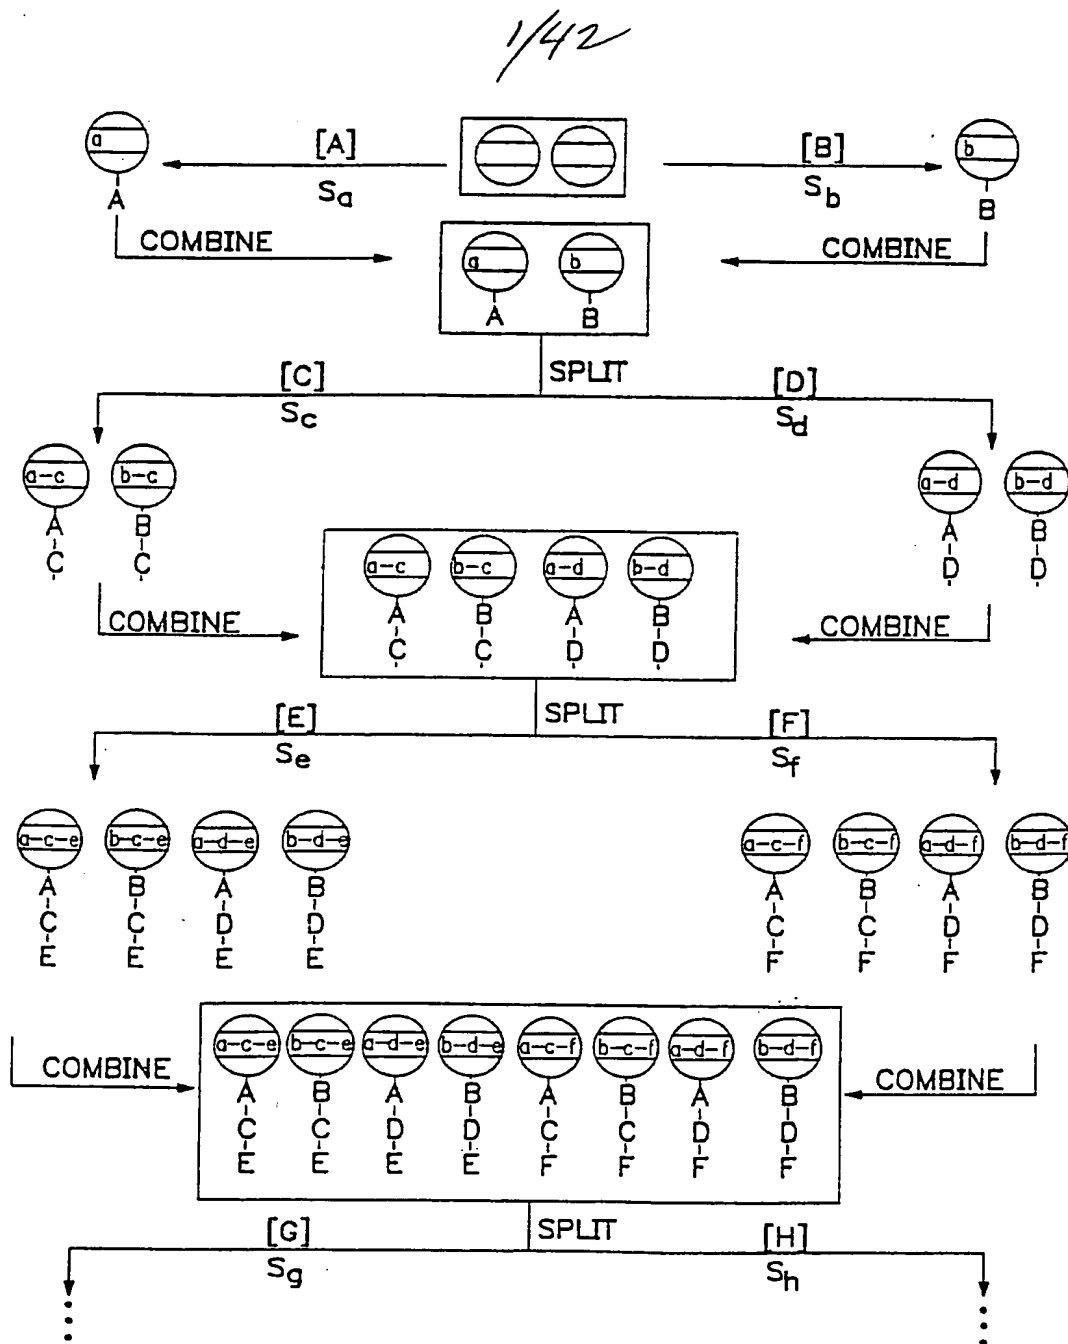 1/42
a [A] [B] b
Sa Sb
A B
COMBINE COMBINE
a b
A B
SPLIT
[C] [D]
Sc Sd
a-c b-c a-d b-d
A B A B
C C D D
a-c b-c a-d b-d
A B A B
C C D D
COMBINE COMBINE
SPLIT
[E] [F]
Se Sf
a-c-e b-c-e a-d-e b-d-e a-c-f b-c-f a-d-f b-d-f
A B A B A B A B
C C D D C C D D
E E E E F F F F
a-c-e b-c-e a-d-e b-d-e a-c-f b-c-f a-d-f b-d-f
COMBINE COMBINE
A B A B A B A B
C C D D C C D D
E E E E F F F F
SPLIT
[G] [H]
Sg Sh